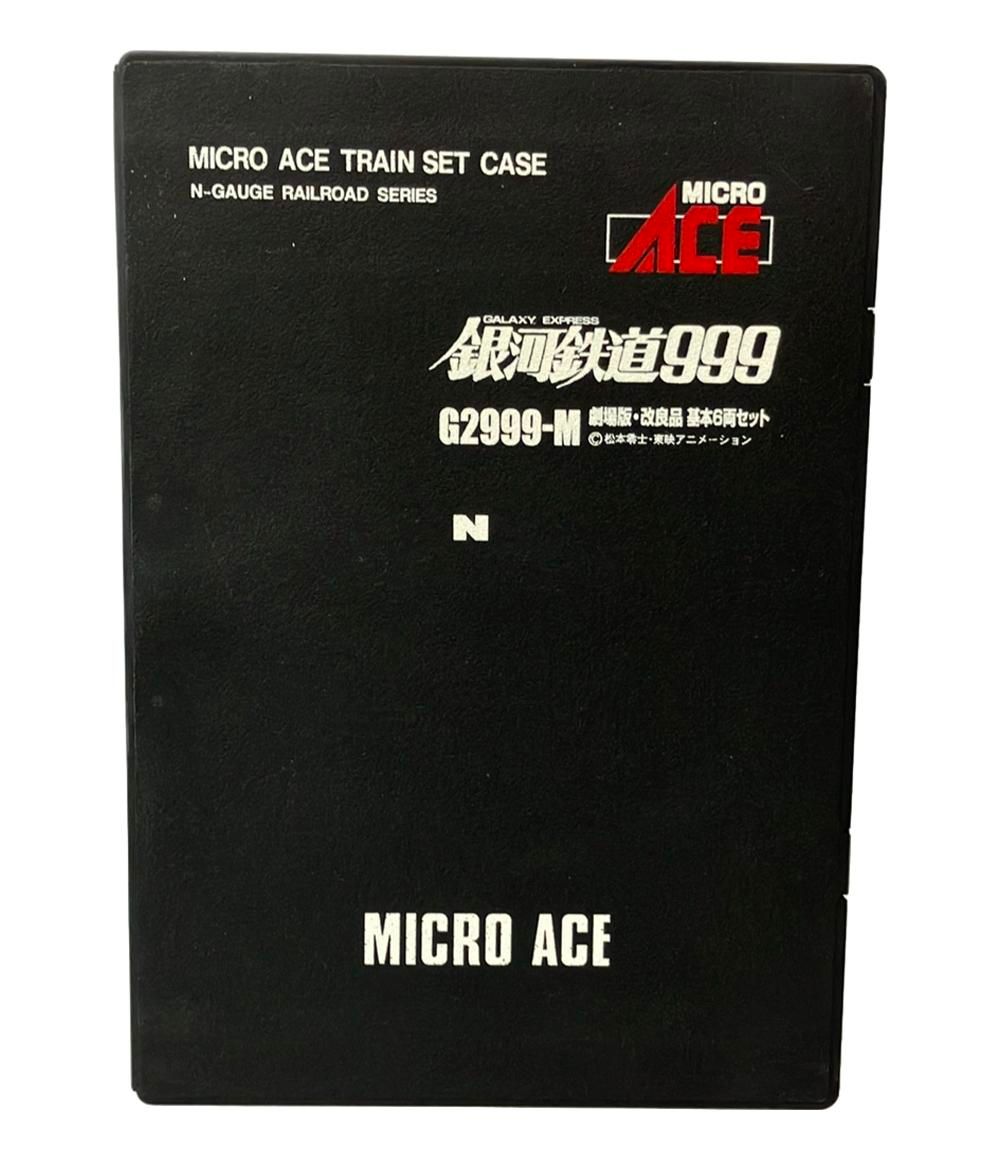 MICRO ACE TRAIN SET CASE
N-GAUGE RAILROAD SERIES
MICRO
ACE
GALAXY EXPRESS
銀河鉄道999
G2999-M 劇場版・改良品 基本6両セット
©松本零士・東映アニメーション
N
MICRO ACE